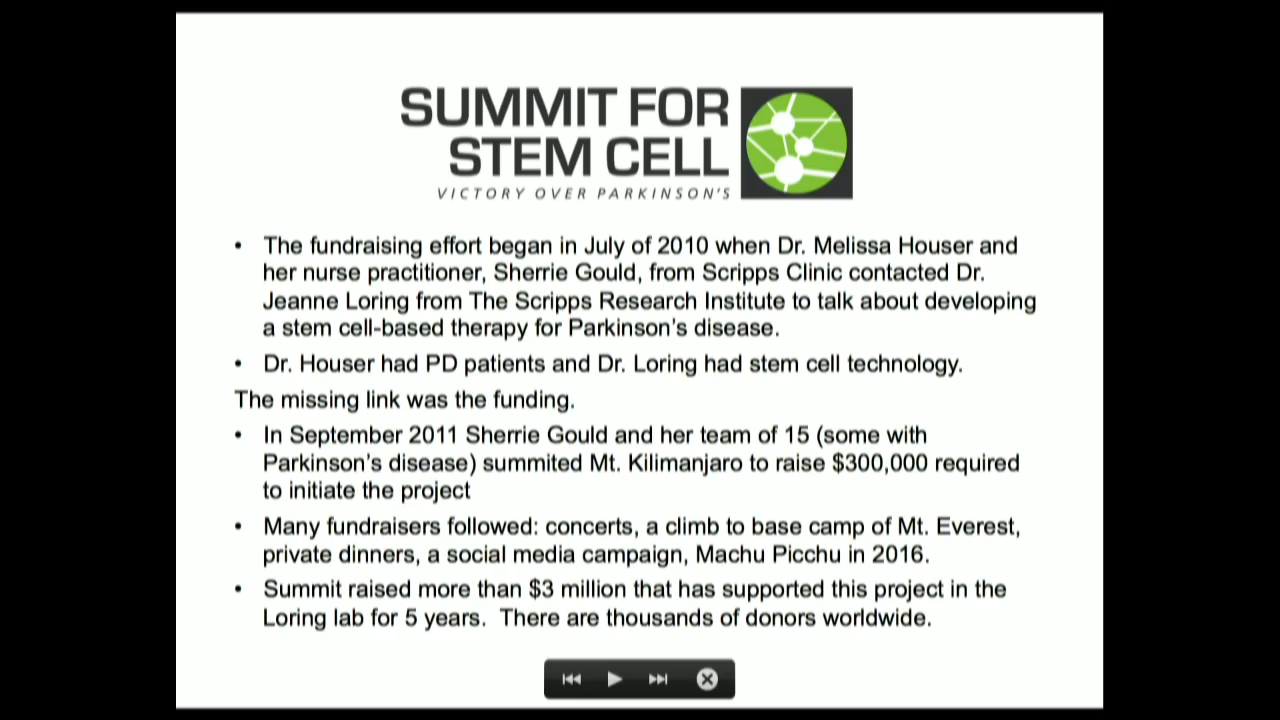 SUMMIT FOR
STEM CELL
VICTORY OVER PARKINSON'S
• The fundraising effort began in July of 2010 when Dr. Melissa Houser and
her nurse practitioner, Sherrie Gould, from Scripps Clinic contacted Dr.
Jeanne Loring from The Scripps Research Institute to talk about developing
a stem cell-based therapy for Parkinson's disease.
• Dr. Houser had PD patients and Dr. Loring had stem cell technology.
The missing link was the funding.
• In September 2011 Sherrie Gould and her team of 15 (some with
Parkinson's disease) summited Mt. Kilimanjaro to raise $300,000 required
to initiate the project
• Many fundraisers followed: concerts, a climb to base camp of Mt. Everest,
private dinners, a social media campaign, Machu Picchu in 2016.
• Summit raised more than $3 million that has supported this project in the
Loring lab for 5 years.  There are thousands of donors worldwide.